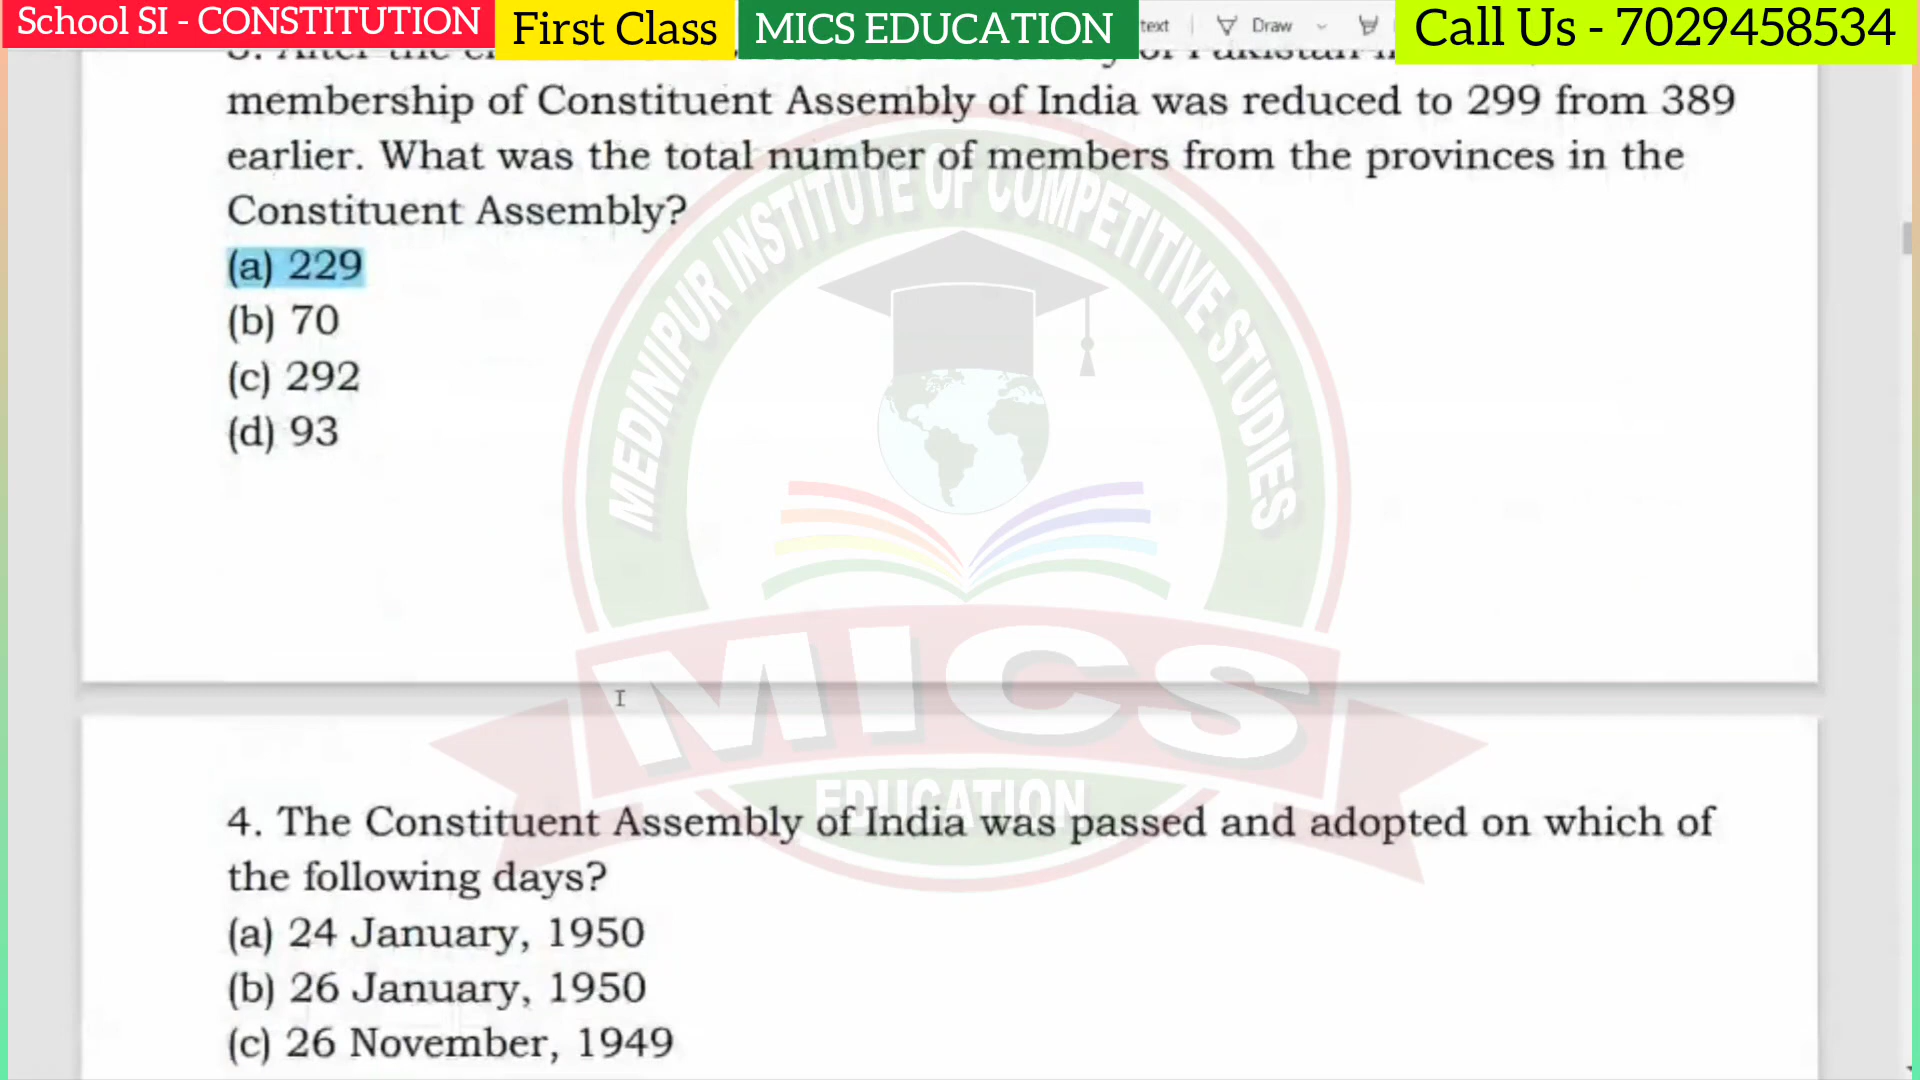 School SI - CONSTITUTION First Class MICS EDUCATION text Draw Call Us - 7029458534
membership of Constituent Assembly of India was reduced to 299 from 389
earlier. What was the total number of members from the provinces in the
Constituent Assembly?
(a) 229
(b) 70
(c) 292
(d) 93
MEDINIPUR INSTITUTE OF COMPETITIVE STUDIES
MICS
EDUCATION
4. The Constituent Assembly of India was passed and adopted on which of
the following days?
(a) 24 January, 1950
(b) 26 January, 1950
(c) 26 November, 1949